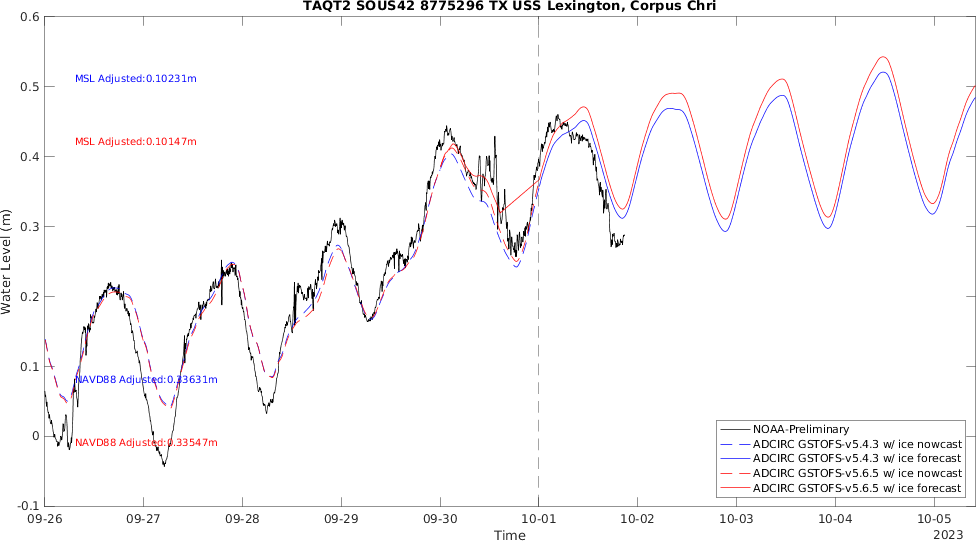 TAQT2 SOUS42 8775296 TX USS Lexington, Corpus Chri
0.6
0.5
0.4
0.3
0.2
0.1
0
-0.1
Water Level (m)
MSL Adjusted:0.10231m
MSL Adjusted:0.10147m
NAVD88 Adjusted:0.33631m
NAVD88 Adjusted:0.33547m
NOAA-Preliminary
ADCIRC GSTOFS-v5.4.3 w/ ice nowcast
ADCIRC GSTOFS-v5.4.3 w/ ice forecast
ADCIRC GSTOFS-v5.6.5 w/ ice nowcast
ADCIRC GSTOFS-v5.6.5 w/ ice forecast
09-26 09-27 09-28 09-29 09-30 10-01 10-02 10-03 10-04 10-05
Time
2023